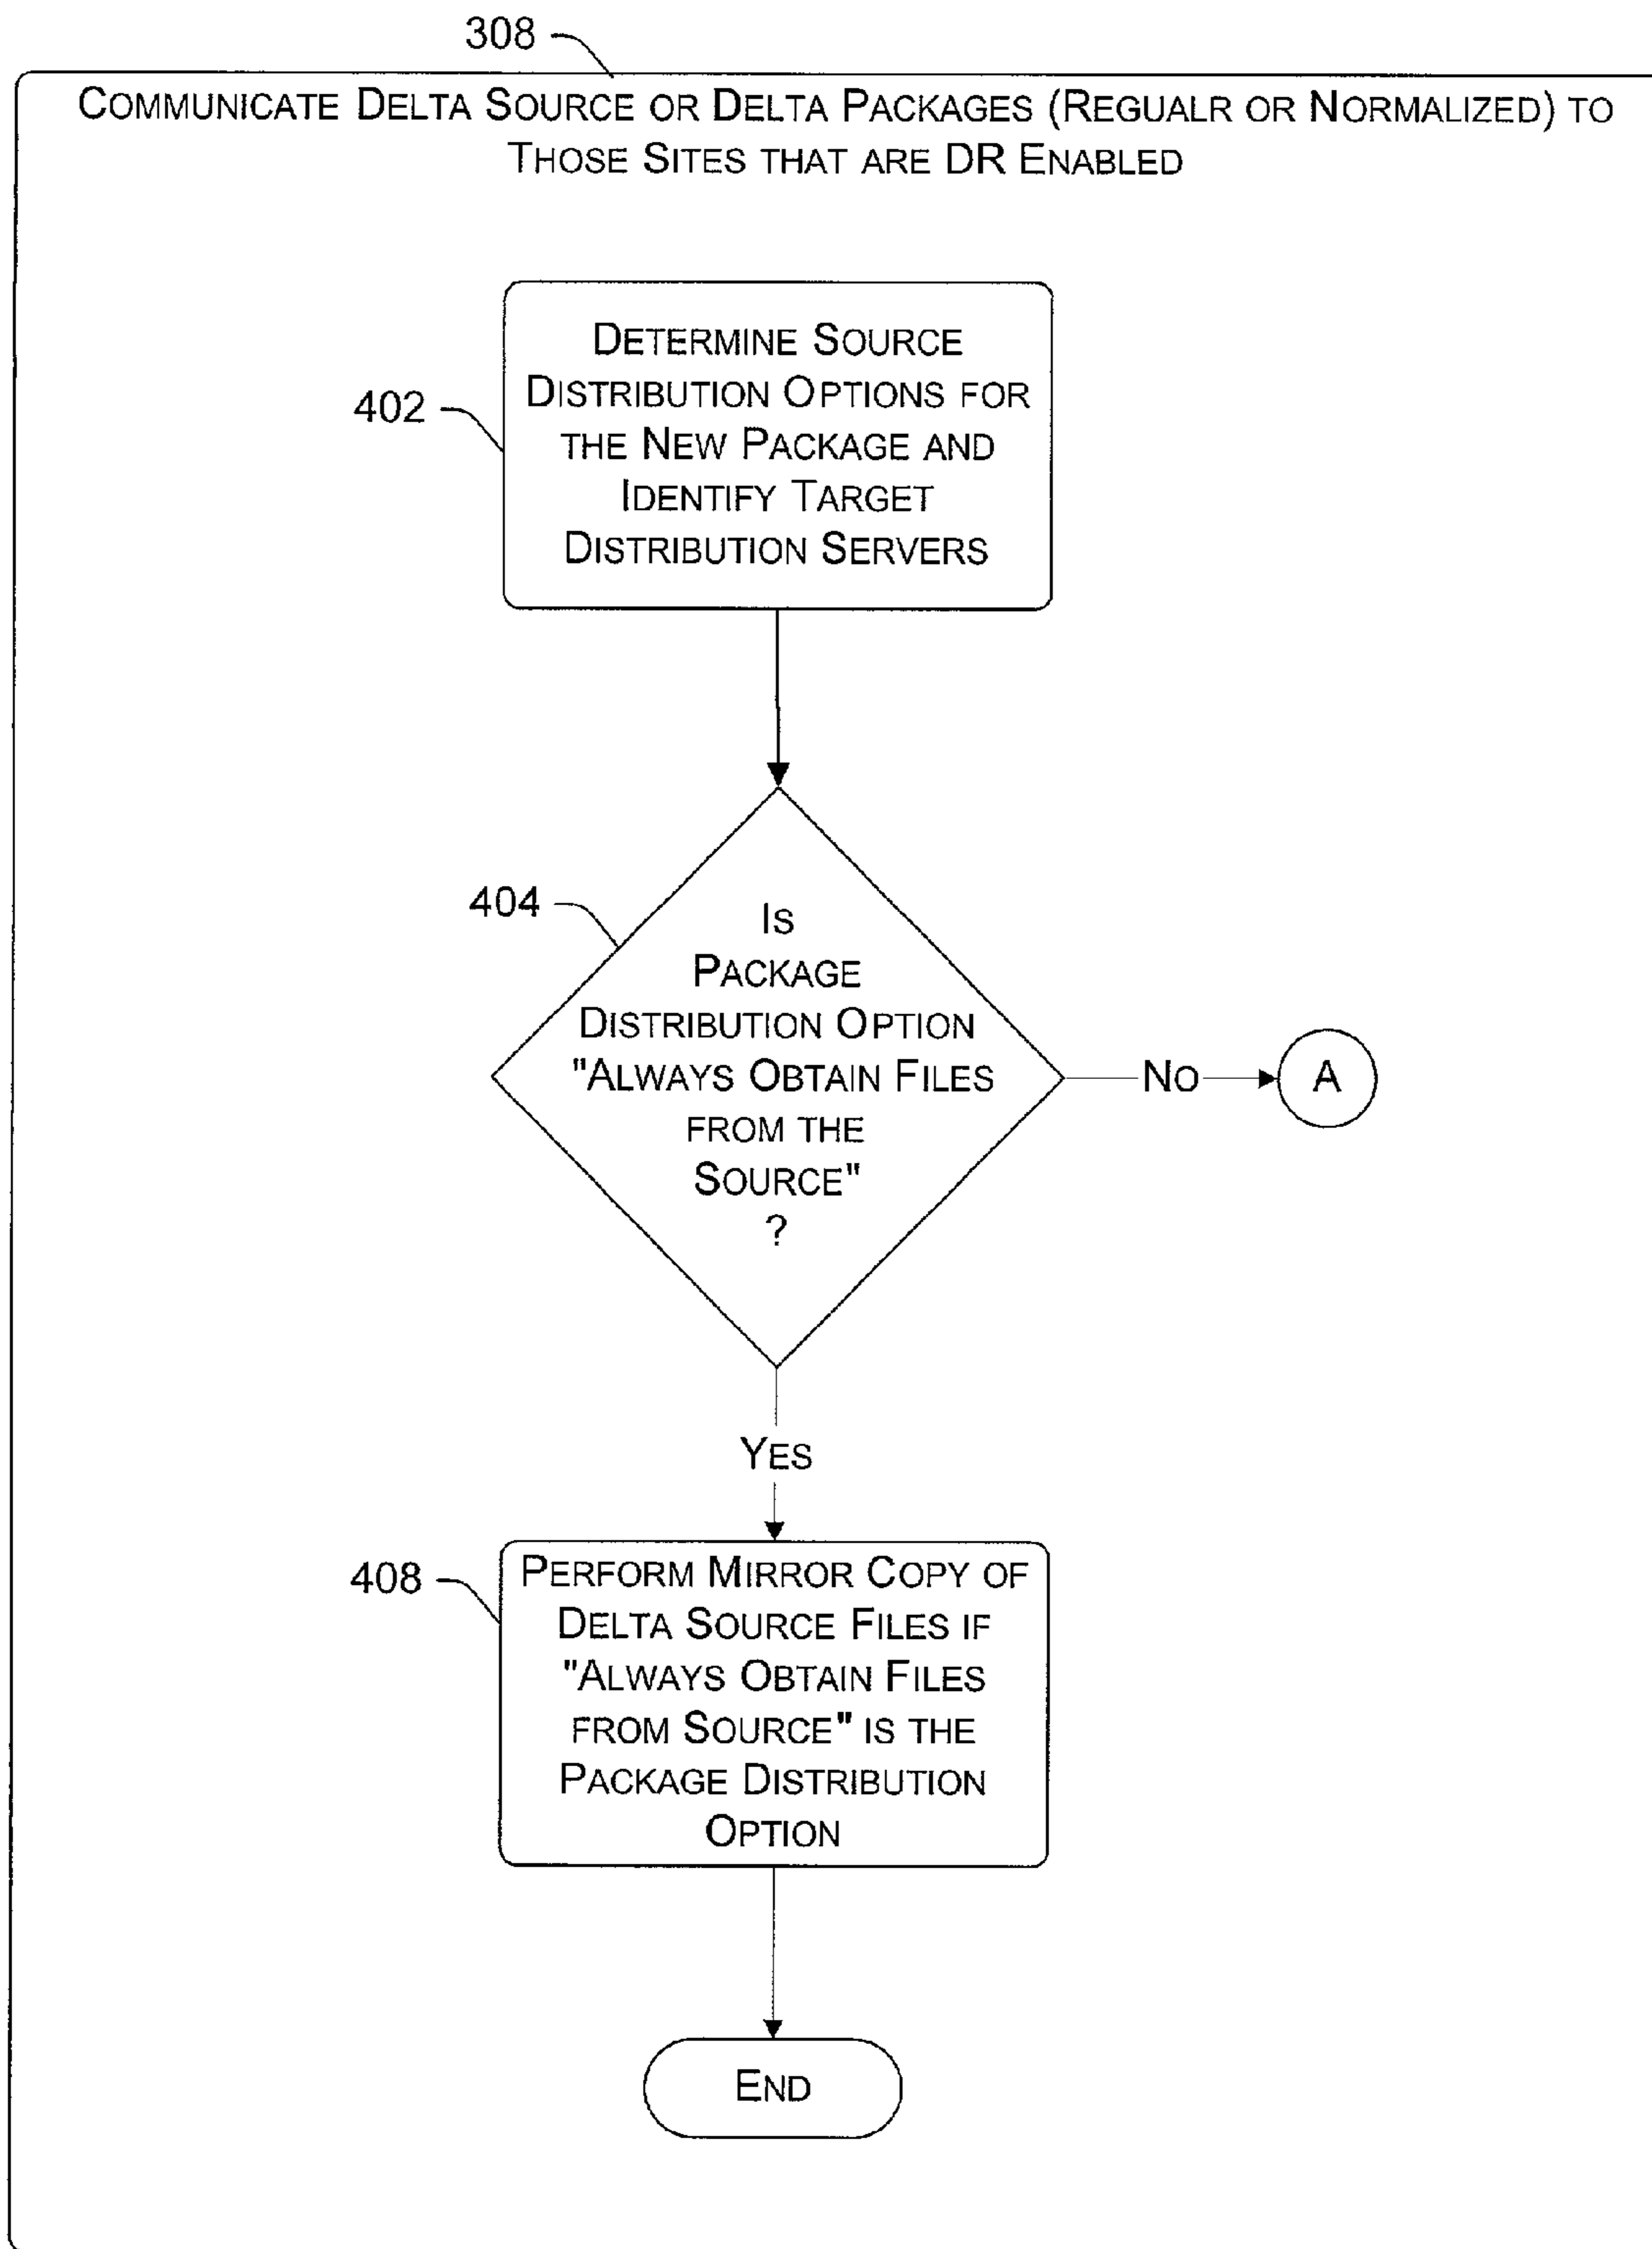 308
COMMUNICATE DELTA SOURCE OR DELTA PACKAGES (REGUALR OR NORMALIZED) TO
THOSE SITES THAT ARE DR ENABLED
402
DETERMINE SOURCE
DISTRIBUTION OPTIONS FOR
THE NEW PACKAGE AND
IDENTIFY TARGET
DISTRIBUTION SERVERS
404
IS
PACKAGE
DISTRIBUTION OPTION
"ALWAYS OBTAIN FILES
FROM THE
SOURCE"
?
NO
A
YES
408
PERFORM MIRROR COPY OF
DELTA SOURCE FILES IF
"ALWAYS OBTAIN FILES
FROM SOURCE" IS THE
PACKAGE DISTRIBUTION
OPTION
END